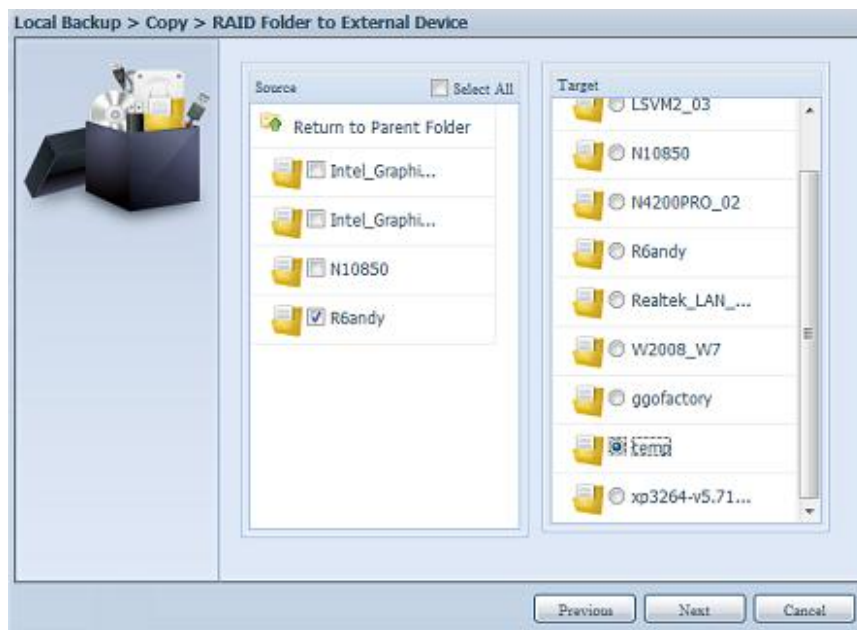 Local Backup > Copy > RAID Folder to External Device
Source
Select All
Return to Parent Folder
Intel_Graphi...
Intel_Graphi...
N10850
R6andy
Target
LSVM2_03
N10850
N4200PRO_02
R6andy
Realtek_LAN_...
W2008_W7
ggofactory
temp
xp3264-v5.71...
Previous
Next
Cancel